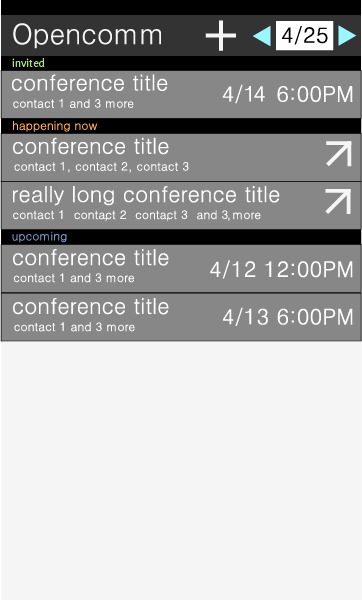 Opencomm
4/25
invited
conference title
contact 1 and 3 more
4/14 6:00PM
happening now
conference title
contact 1, contact 2, contact 3
really long conference title
contact 1 contact 2 contact 3 and 3, more
upcoming
conference title
contact 1 and 3 more
4/12 12:00PM
conference title
contact 1 and 3 more
4/13 6:00PM